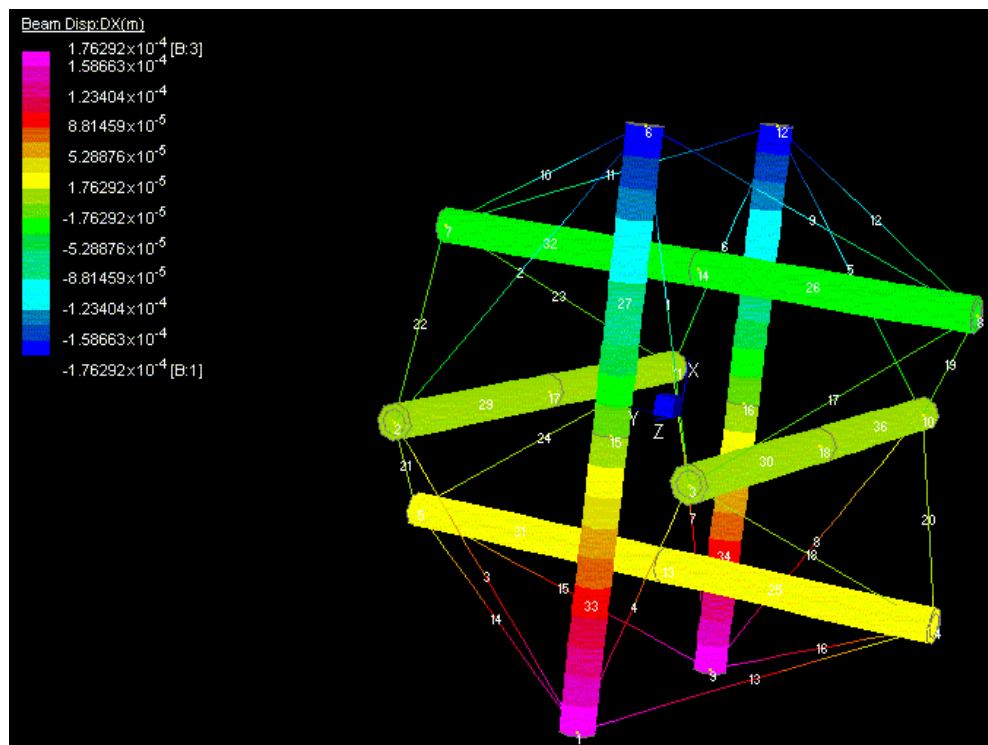 Beam Disp:DX(m)
1.76292x10⁻⁴ [B:3]
1.58663x10⁻⁴
1.23404x10⁻⁴
8.81459x10⁻⁵
5.28876x10⁻⁵
1.76292x10⁻⁵
-1.76292x10⁻⁵
-5.28876x10⁻⁵
-8.81459x10⁻⁵
-1.23404x10⁻⁴
-1.58663x10⁻⁴
-1.76292x10⁻⁴ [B:1]
6 12
10 11 9 12
7 32 6 5
2 23 14 26
27 1 8
22 19
1 X
17 17
29 16 36
2 Y Z 10
24 15 18
21 30
3
7 20
5 31 8
18
34
13 25
3 15
33 4
14 4
16
9 13
1